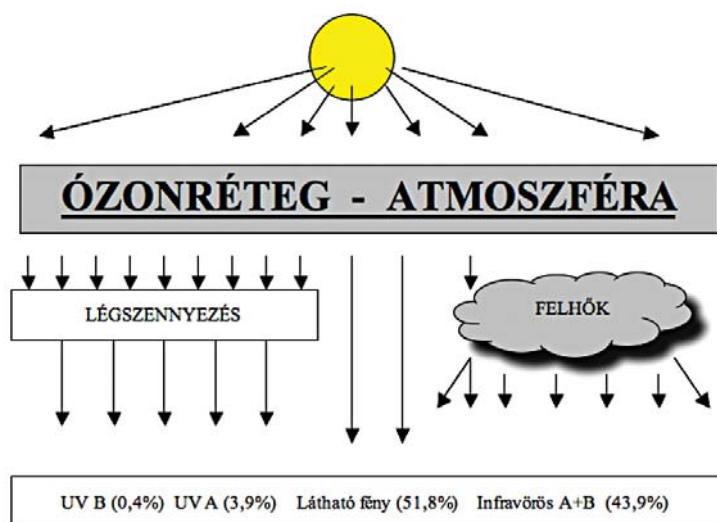 ÓZONRÉTEG - ATMOSZFÉRA
LÉGSZENNYEZÉS
FELHŐK
UV B (0,4%) UV A (3,9%) Látható fény (51,8%) Infravörös A+B (43,9%)